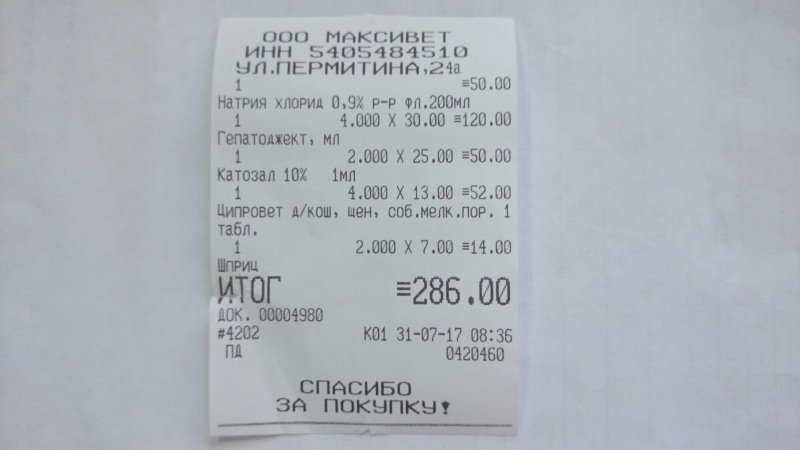 ООО МАКСИВЕТ
ИНН 5405484510
УЛ.ПЕРМИТИНА,24а
1 ≡50.00
Натрия хлорид 0,9% р-р фл.200мл
1 4.000 X 30.00 ≡120.00
Гепатоджект, мл
1 2.000 X 25.00 ≡50.00
Катозал 10% 1мл
1 4.000 X 13.00 ≡52.00
Ципровет д/кош, щен, соб.мелк.пор. 1
табл.
1 2.000 X 7.00 ≡14.00
Шприц
ИТОГ ≡286.00
ДОК. 00004980
#4202 К01 31-07-17 08:36
ПД 0420460
СПАСИБО
ЗА ПОКУПКУ!